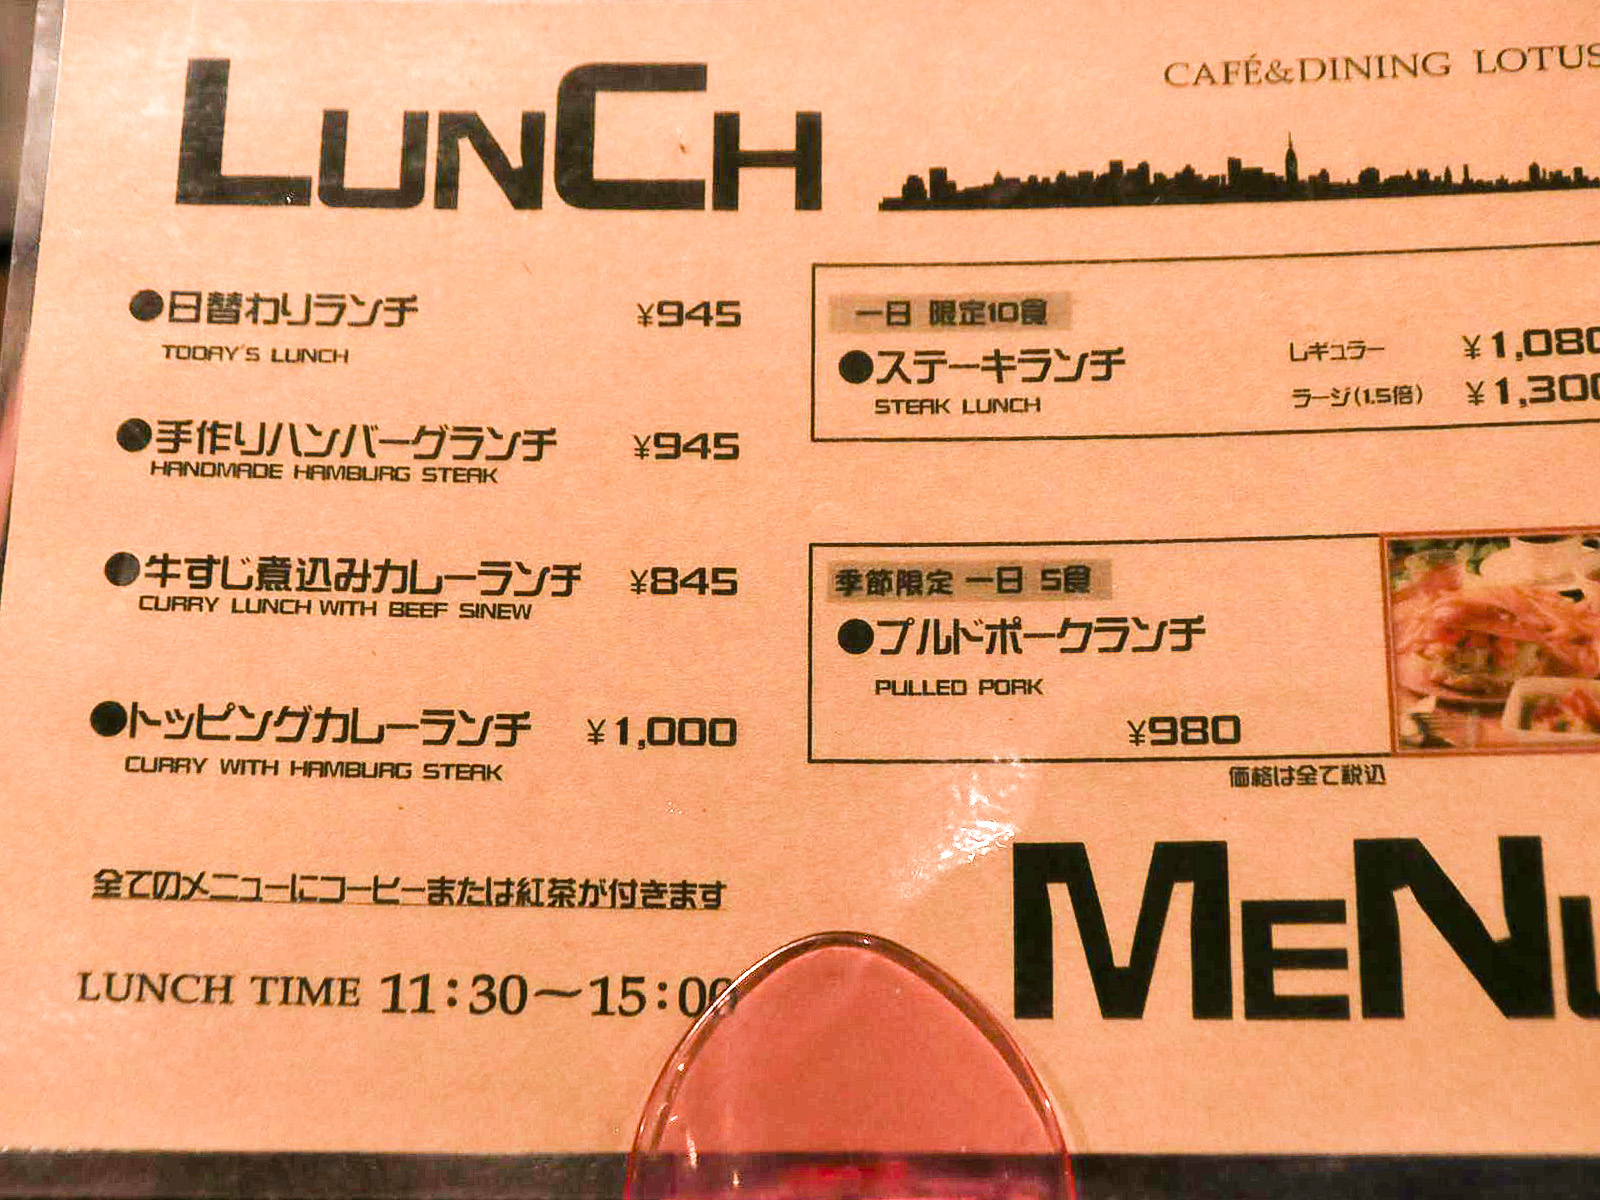 LUNCH
CAFÉ&DINING LOTUS
●日替わりランチ ¥945
TODAY'S LUNCH
●手作りハンバーグランチ ¥945
HANDMADE HAMBURG STEAK
●牛すじ煮込みカレーランチ ¥845
CURRY LUNCH WITH BEEF SINEW
●トッピングカレーランチ ¥1,000
CURRY WITH HAMBURG STEAK
全てのメニューにコーヒーまたは紅茶が付きます
LUNCH TIME 11:30～15:00
一日 限定10食
●ステーキランチ レギュラー ¥1,080
STEAK LUNCH ラージ(1.5倍) ¥1,300
季節限定 一日 5食
●プルドポークランチ
PULLED PORK
¥980
価格は全て税込
MENU